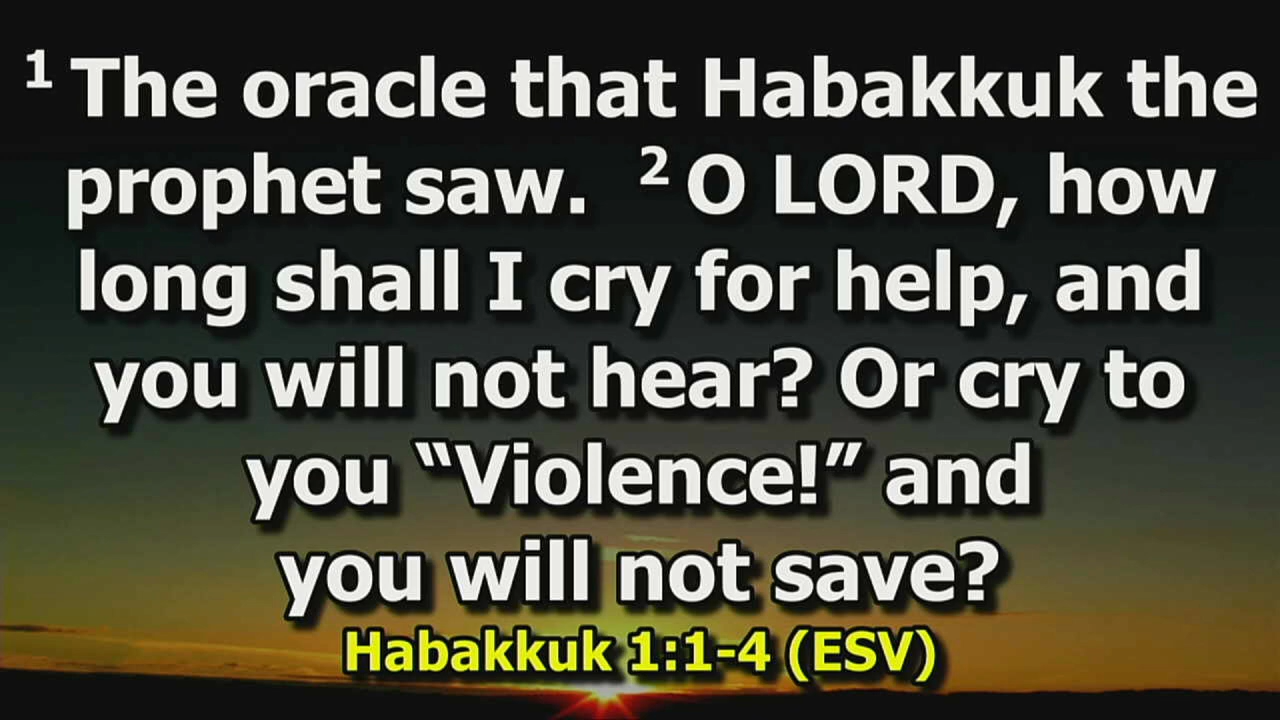 1 The oracle that Habakkuk the
prophet saw. 2 O LORD, how
long shall I cry for help, and
you will not hear? Or cry to
you “Violence!” and
you will not save?
Habakkuk 1:1-4 (ESV)